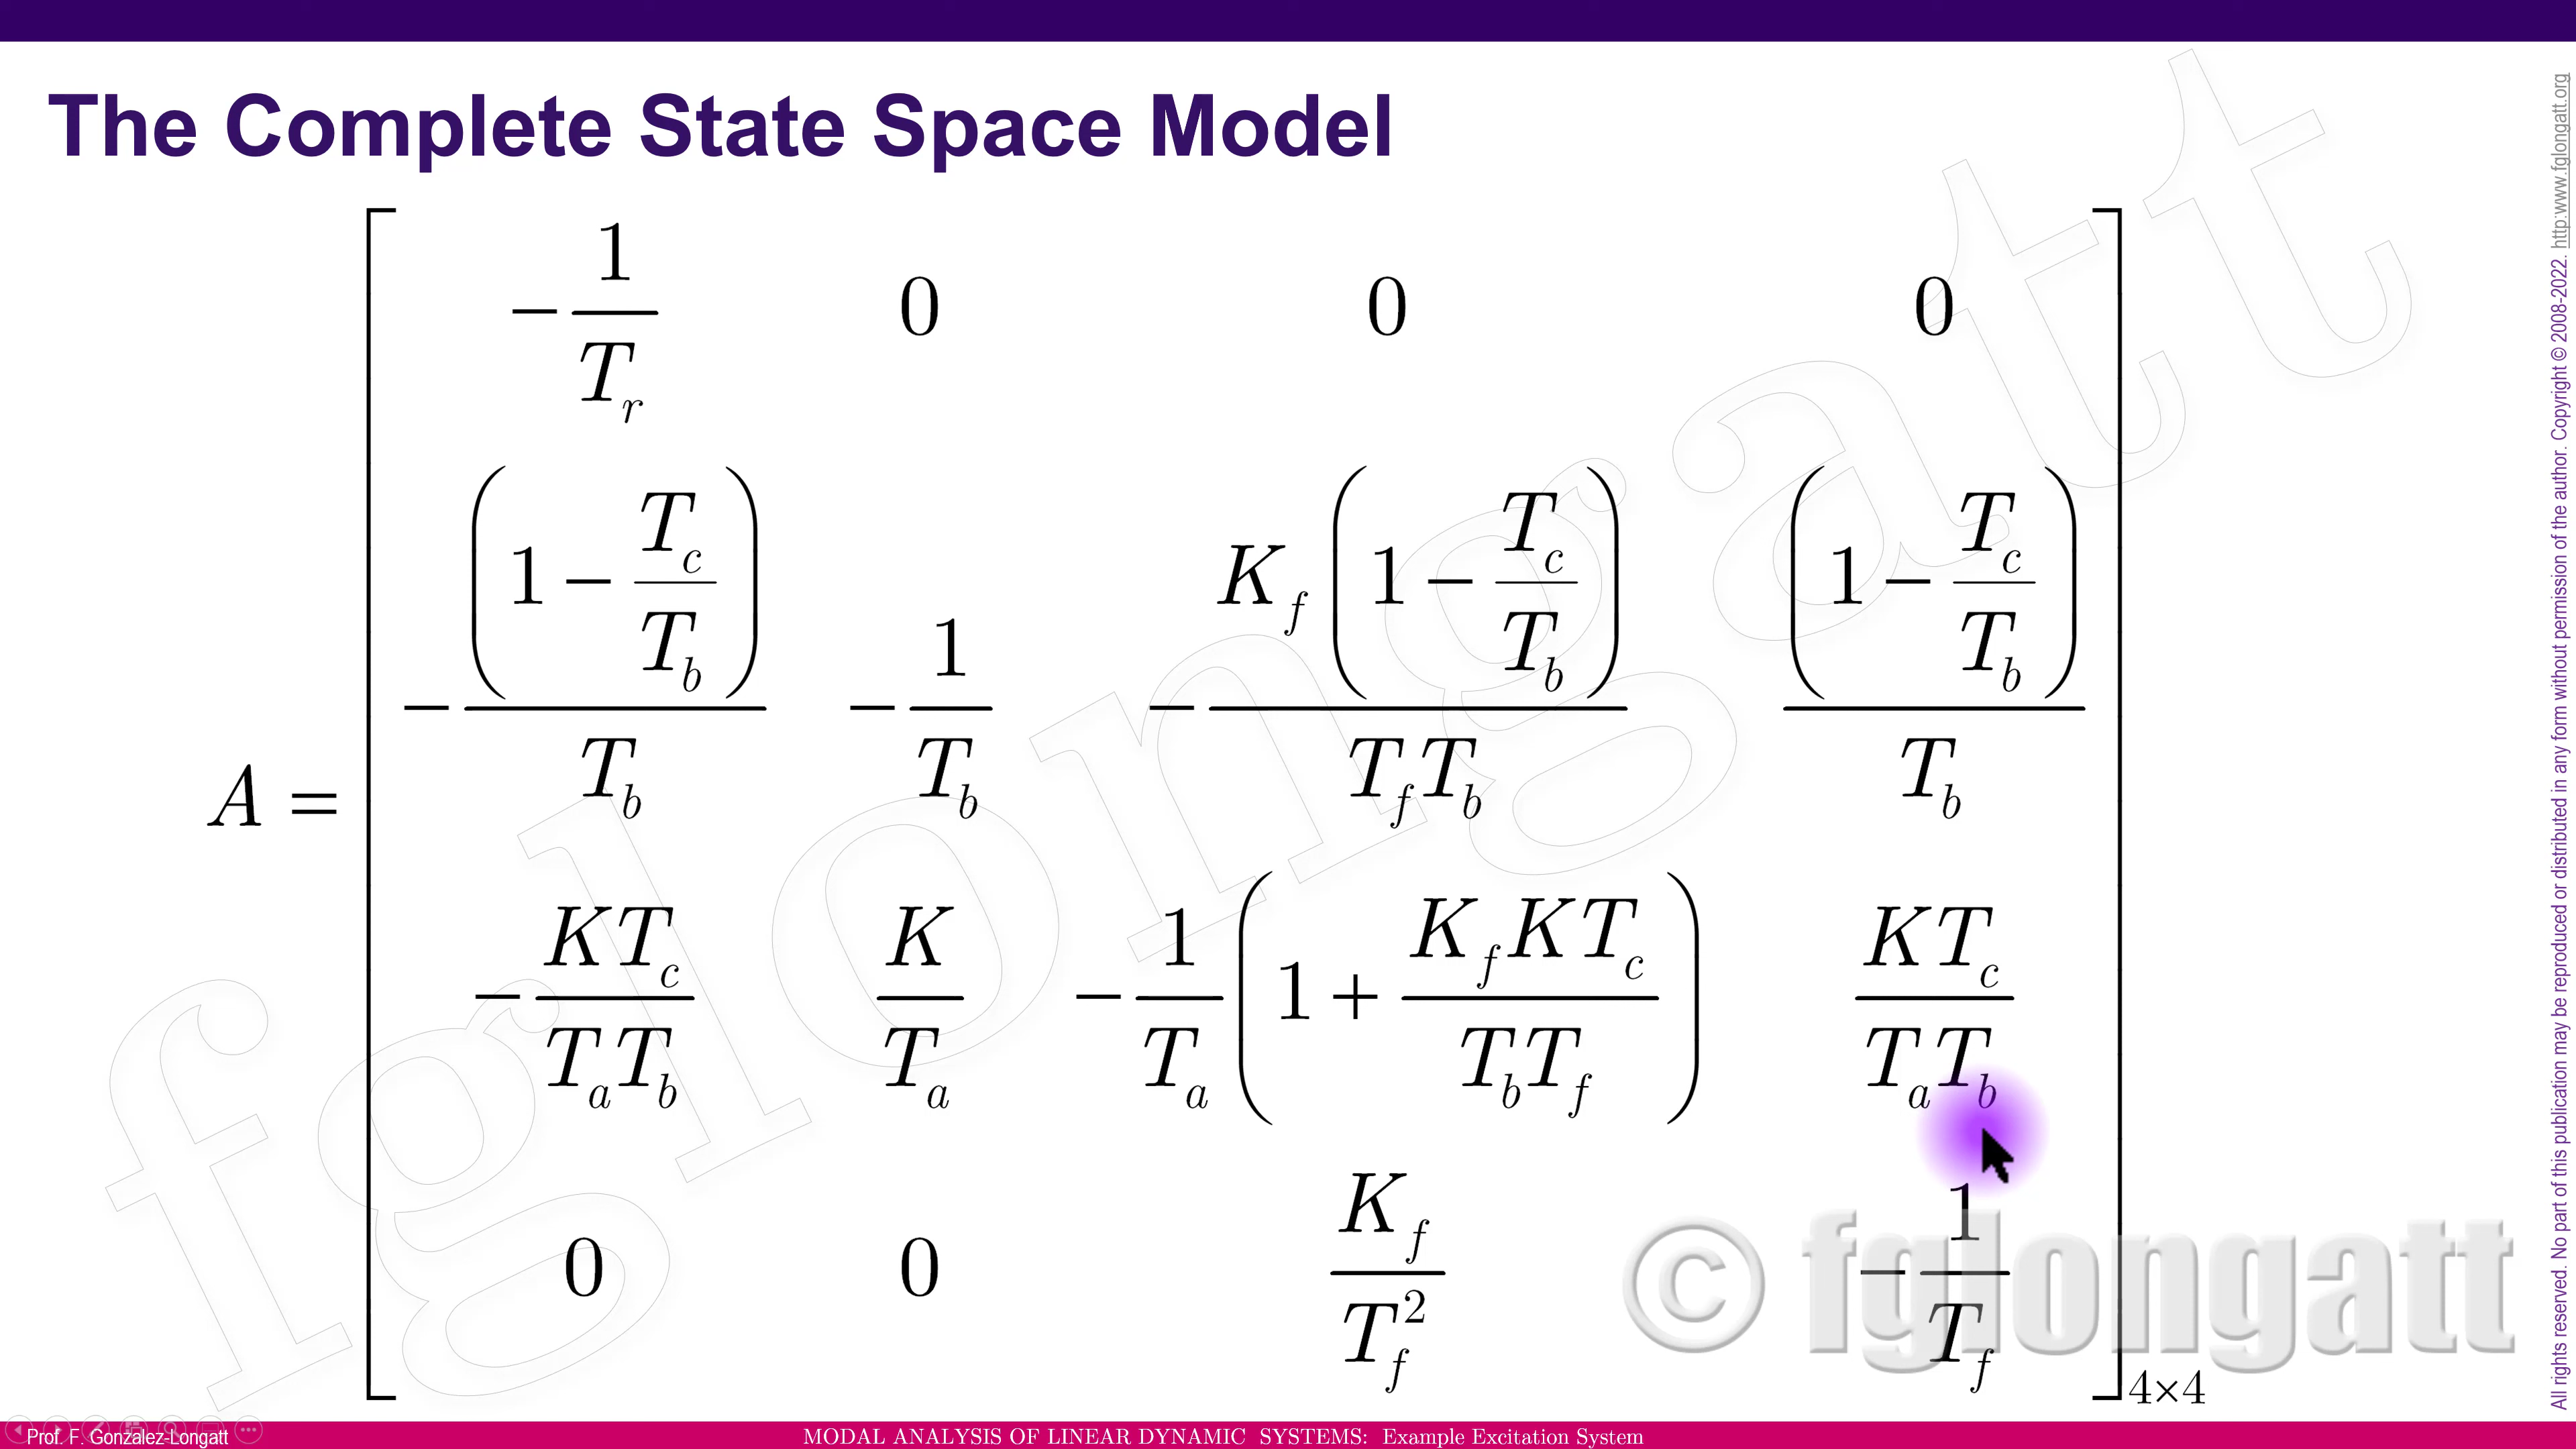 The Complete State Space Model
A = [ -1/T_r 0 0 0
-(1 - T_c/T_b)/T_b -1/T_b -K_f(1 - T_c/T_b)/(T_f T_b) (1 - T_c/T_b)/T_b
-K T_c/(T_a T_b) K/T_a -1/T_a (1 + K_f K T_c/(T_b T_f)) K T_c/(T_a T_b)
0 0 K_f/T_f^2 -1/T_f ]_4×4
fglongatt
© fglongatt
All rights reserved. No part of this publication may be reproduced or distributed in any form without permission of the author. Copyright © 2008-2022. http:www.fglongatt.org
Prof. F. Gonzalez-Longatt
MODAL ANALYSIS OF LINEAR DYNAMIC SYSTEMS: Example Excitation System